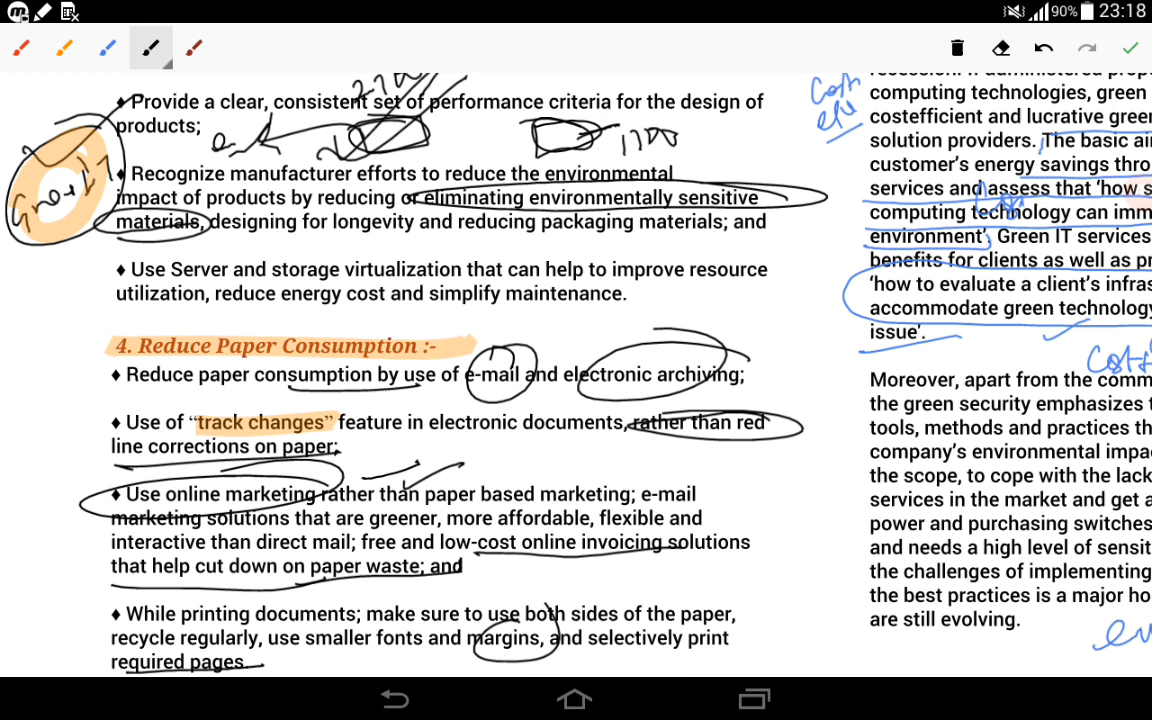 90% 23:18
2700
♦ Provide a clear, consistent set of performance criteria for the design of
products;
1100
♦ Recognize manufacturer efforts to reduce the environmental
impact of products by reducing or eliminating environmentally sensitive
materials, designing for longevity and reducing packaging materials; and
♦ Use Server and storage virtualization that can help to improve resource
utilization, reduce energy cost and simplify maintenance.
4. Reduce Paper Consumption :-
♦ Reduce paper consumption by use of e-mail and electronic archiving;
♦ Use of “track changes” feature in electronic documents, rather than red
line corrections on paper;
♦ Use online marketing rather than paper based marketing; e-mail
marketing solutions that are greener, more affordable, flexible and
interactive than direct mail; free and low-cost online invoicing solutions
that help cut down on paper waste; and
♦ While printing documents; make sure to use both sides of the paper,
recycle regularly, use smaller fonts and margins, and selectively print
required pages.
Cost
computing technologies, green
costefficient and lucrative gree
solution providers. The basic ai
customer's energy savings thro
services and assess that ‘how s
computing technology can imm
environment’. Green IT services
benefits for clients as well as pr
‘how to evaluate a client's infras
accommodate green technology
issue’.
Cost
Moreover, apart from the comm
the green security emphasizes t
tools, methods and practices th
company's environmental impa
the scope, to cope with the lack
services in the market and get a
power and purchasing switches
and needs a high level of sensit
the challenges of implementing
the best practices is a major ho
are still evolving.